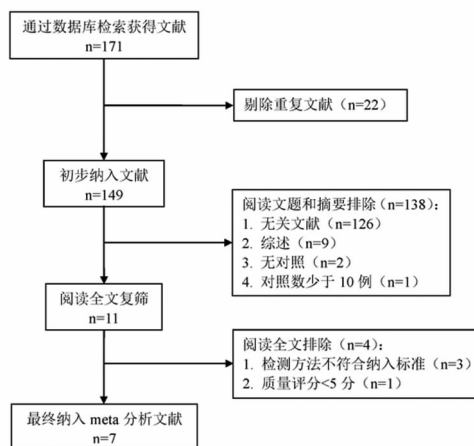 通过数据库检索获得文献
n=171
剔除重复文献（n=22）
初步纳入文献
n=149
阅读文题和摘要排除（n=138）：
1. 无关文献（n=126）
2. 综述（n=9）
3. 无对照（n=2）
4. 对照数少于 10 例（n=1）
阅读全文复筛
n=11
阅读全文排除（n=4）：
1. 检测方法不符合纳入标准（n=3）
2. 质量评分<5 分（n=1）
最终纳入 meta 分析文献
n=7